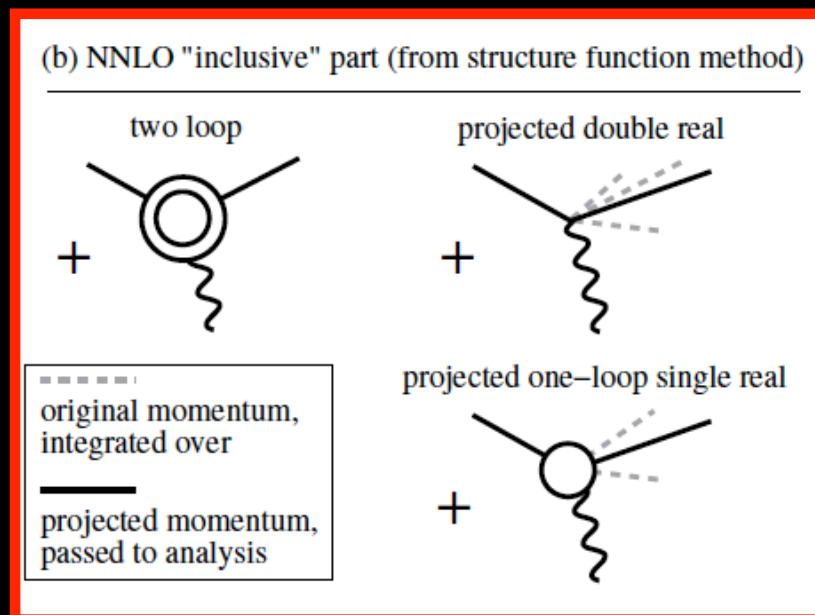 (b) NNLO "inclusive" part (from structure function method)
two loop
projected double real
+
+
original momentum,
integrated over
projected momentum,
passed to analysis
projected one−loop single real
+